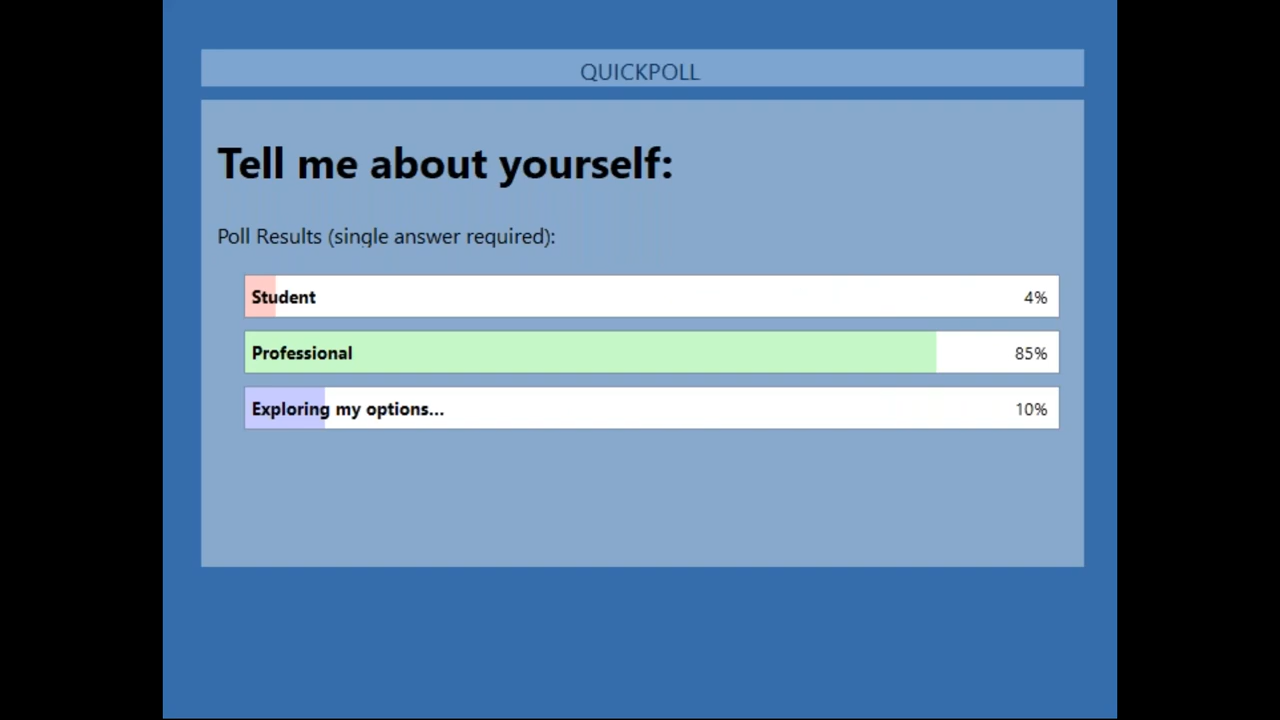 QUICKPOLL
Tell me about yourself:
Poll Results (single answer required):
Student 4%
Professional 85%
Exploring my options... 10%